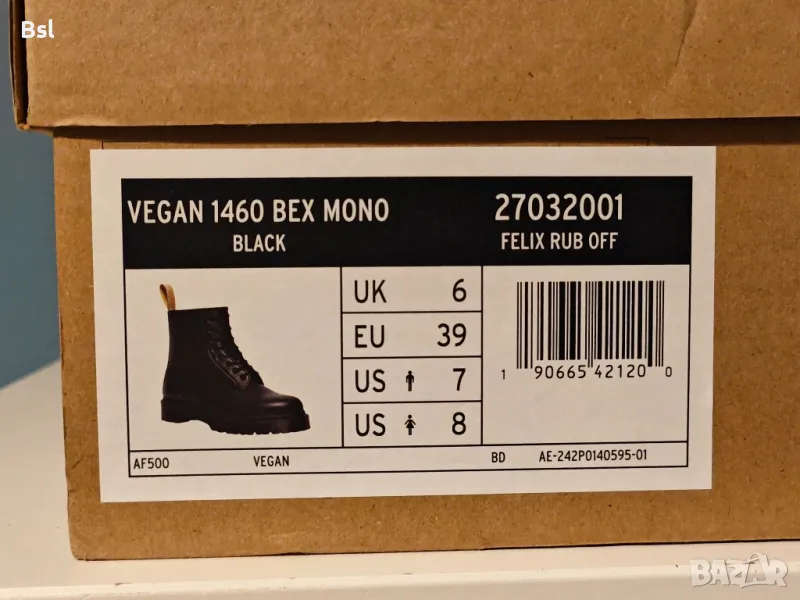 Bsl
VEGAN 1460 BEX MONO
BLACK
27032001
FELIX RUB OFF
UK 6
EU 39
US 7
US 8
1 90665 42120 0
AF500 VEGAN BD AE-242P0140595-01
BAZAR